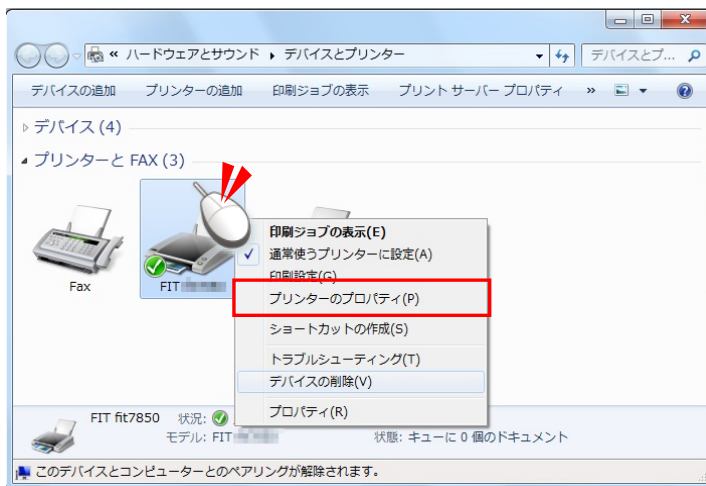 « ハードウェアとサウンド ▸ デバイスとプリンター デバイスとプ...
デバイスの追加 プリンターの追加 印刷ジョブの表示 プリント サーバー プロパティ »
デバイス (4)
プリンターと FAX (3)
Fax
FIT
印刷ジョブの表示(E)
通常使うプリンターに設定(A)
印刷設定(G)
プリンターのプロパティ(P)
ショートカットの作成(S)
トラブルシューティング(T)
デバイスの削除(V)
プロパティ(R)
FIT fit7850 状況:
モデル: FIT 状態: キューに 0 個のドキュメント
このデバイスとコンピューターとのペアリングが解除されます。